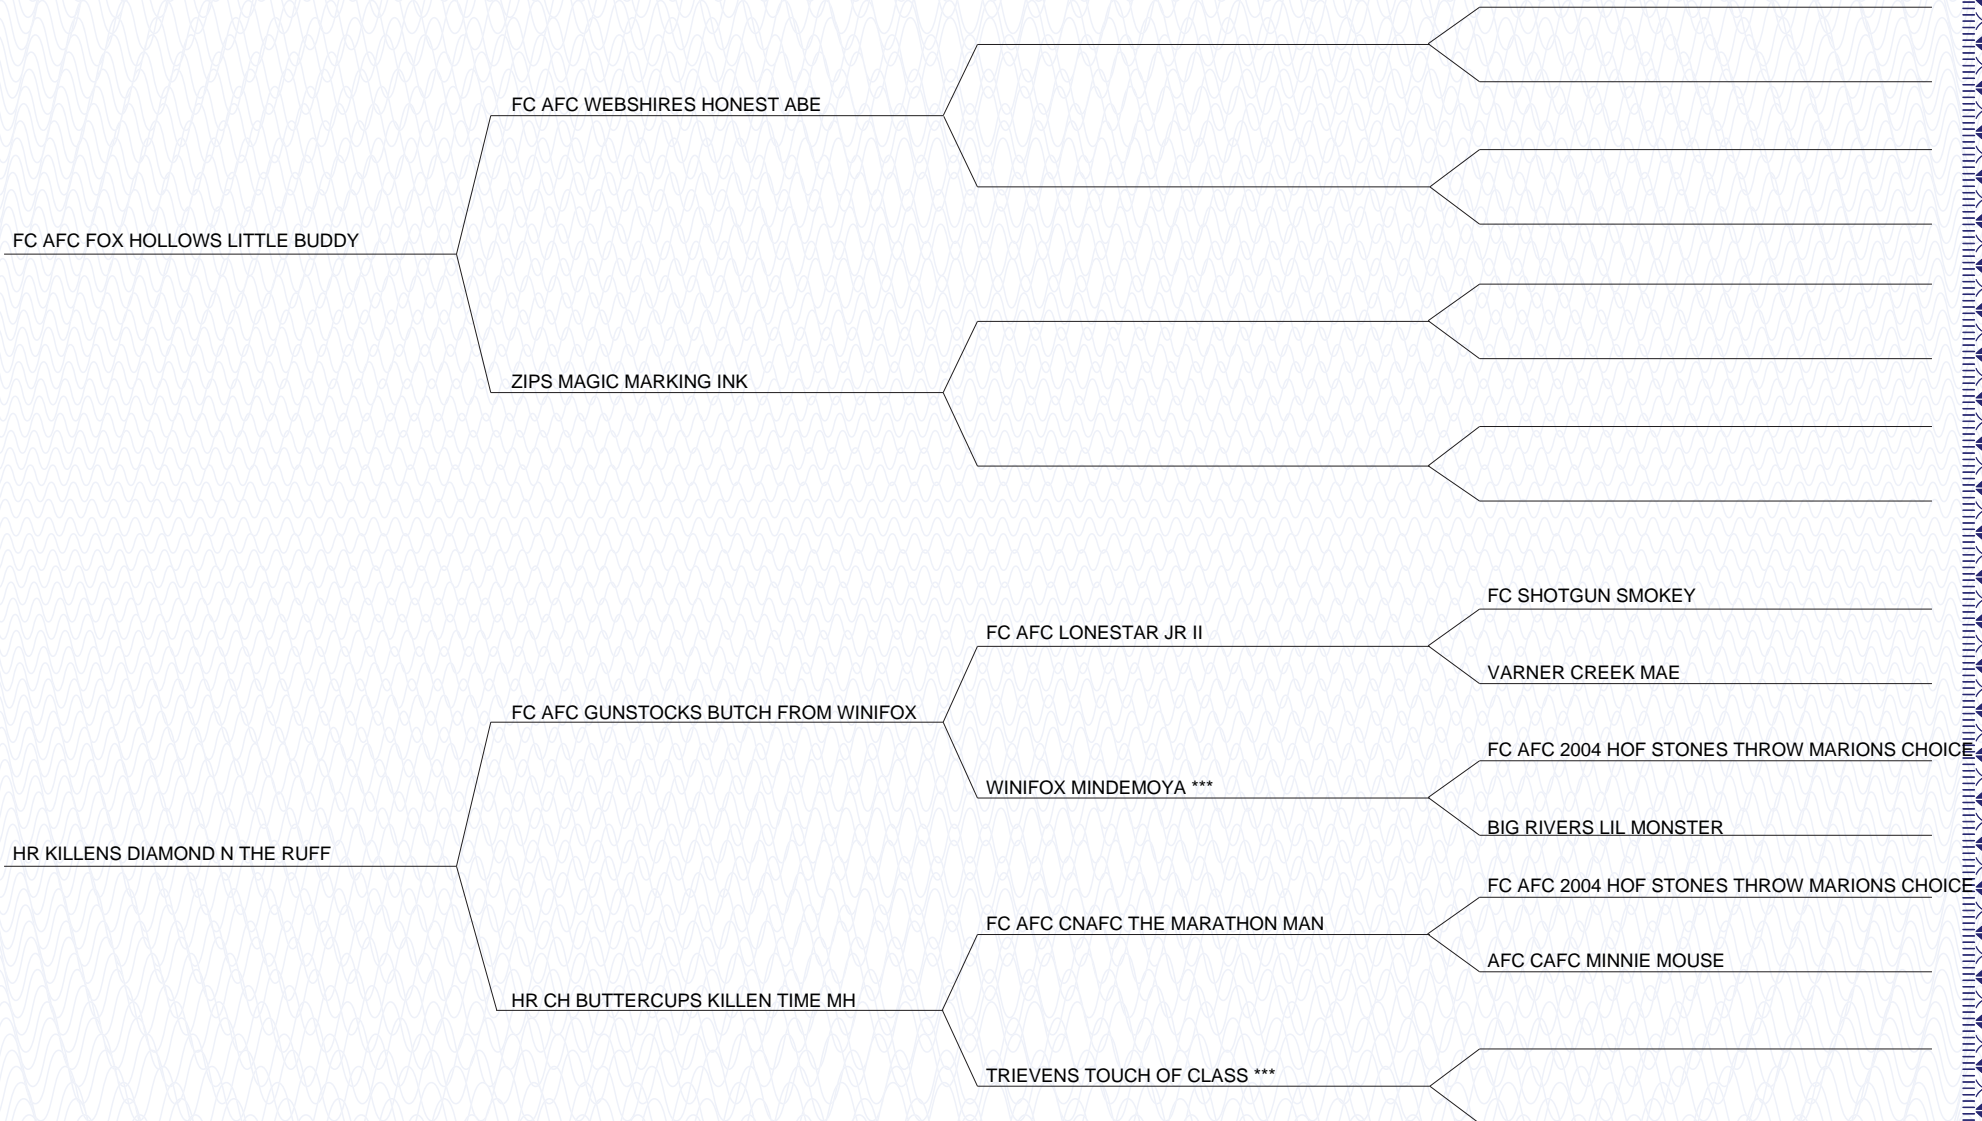 FC AFC WEBSHIRES HONEST ABE
FC AFC FOX HOLLOWS LITTLE BUDDY
ZIPS MAGIC MARKING INK
FC SHOTGUN SMOKEY
FC AFC LONESTAR JR II
VARNER CREEK MAE
FC AFC GUNSTOCKS BUTCH FROM WINIFOX
FC AFC 2004 HOF STONES THROW MARIONS CHOICE
WINIFOX MINDEMOYA ***
BIG RIVERS LIL MONSTER
HR KILLENS DIAMOND N THE RUFF
FC AFC 2004 HOF STONES THROW MARIONS CHOICE
FC AFC CNAFC THE MARATHON MAN
AFC CAFC MINNIE MOUSE
HR CH BUTTERCUPS KILLEN TIME MH
TRIEVENS TOUCH OF CLASS ***